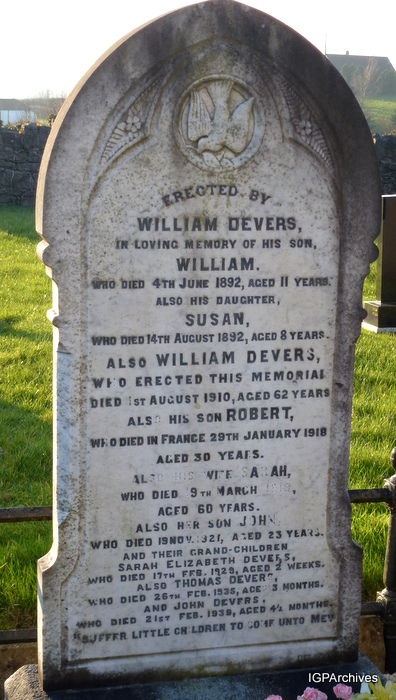 ERECTED BY
WILLIAM DEVERS,
IN LOVING MEMORY OF HIS SON,
WILLIAM.
WHO DIED 4TH JUNE 1892, AGED 11 YEARS.
ALSO HIS DAUGHTER,
SUSAN,
WHO DIED 14TH AUGUST 1892, AGED 8 YEARS.
ALSO WILLIAM DEVERS,
WHO ERECTED THIS MEMORIAL
DIED 1ST AUGUST 1910, AGED 62 YEARS
ALSO HIS SON ROBERT,
WHO DIED IN FRANCE 29TH JANUARY 1918
AGED 30 YEARS.
ALSO HIS WIFE SARAH,
WHO DIED 9TH MARCH
AGED 60 YEARS.
ALSO HER SON JOHN,
WHO DIED 19 NOV. 1921, AGED 23 YEARS.
AND THEIR GRAND-CHILDREN
SARAH ELIZABETH DEVERS,
WHO DIED 17TH FEB. 1929, AGED 2 WEEKS.
ALSO THOMAS DEVERS,
WHO DIED 26TH FEB. 1935, AGED 3 MONTHS.
AND JOHN DEVERS,
WHO DIED 21ST FEB. 1939, AGED 4½ MONTHS.
"SUFFER LITTLE CHILDREN TO COME UNTO ME"
IGPArchives